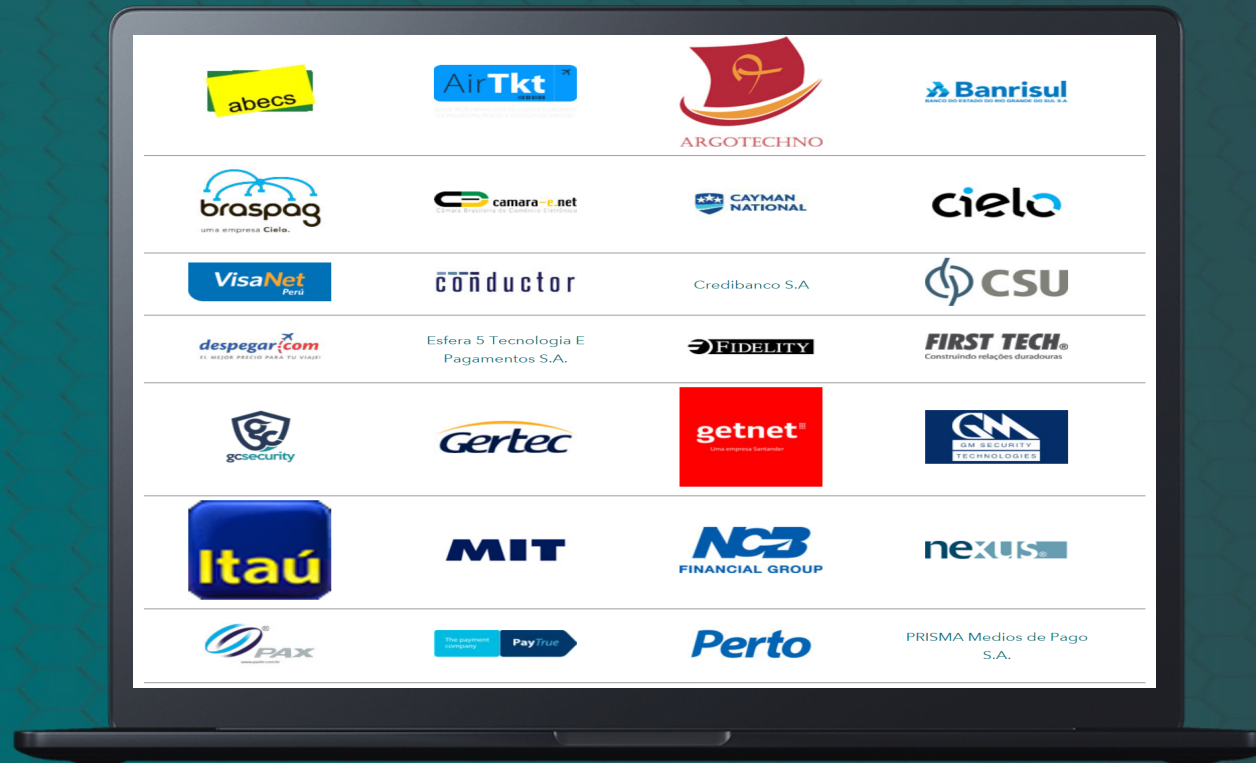 abecs
AirTkt
ARGOTECHNO
Banrisul
BANCO DO ESTADO DO RIO GRANDE DO SUL S.A
braspag
uma empresa Cielo.
camara-e.net
Câmara Brasileira de Comércio Eletrônico
CAYMAN
NATIONAL
cielo
VisaNet
Perú
conductor
Credibanco S.A
CSU
despegar.com
EL MEJOR PRECIO PARA TU VIAJE!
Esfera 5 Tecnologia E
Pagamentos S.A.
FIDELITY
FIRST TECH®
Construindo relações duradouras
gcsecurity
Gertec
getnet
Uma empresa Santander
GM
GM SECURITY
TECHNOLOGIES
Itaú
MIT
NCB
FINANCIAL GROUP
nexus®
PAX®
The payment
company
PayTrue
Perto
PRISMA Medios de Pago
S.A.